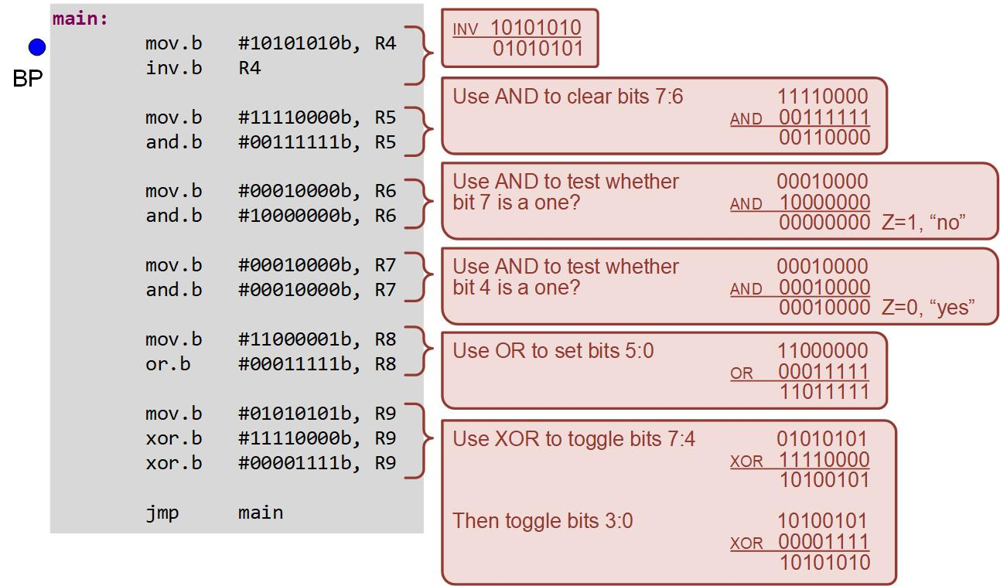 main:
mov.b #10101010b, R4
inv.b R4
BP
mov.b #11110000b, R5
and.b #00111111b, R5
mov.b #00010000b, R6
and.b #10000000b, R6
mov.b #00010000b, R7
and.b #00010000b, R7
mov.b #11000001b, R8
or.b #00011111b, R8
mov.b #01010101b, R9
xor.b #11110000b, R9
xor.b #00001111b, R9
jmp main
INV 10101010
01010101
Use AND to clear bits 7:6 11110000
AND 00111111
00110000
Use AND to test whether 00010000
bit 7 is a one? AND 10000000
00000000 Z=1, “no”
Use AND to test whether 00010000
bit 4 is a one? AND 00010000
00010000 Z=0, “yes”
Use OR to set bits 5:0 11000000
OR 00011111
11011111
Use XOR to toggle bits 7:4 01010101
XOR 11110000
10100101
Then toggle bits 3:0 10100101
XOR 00001111
10101010